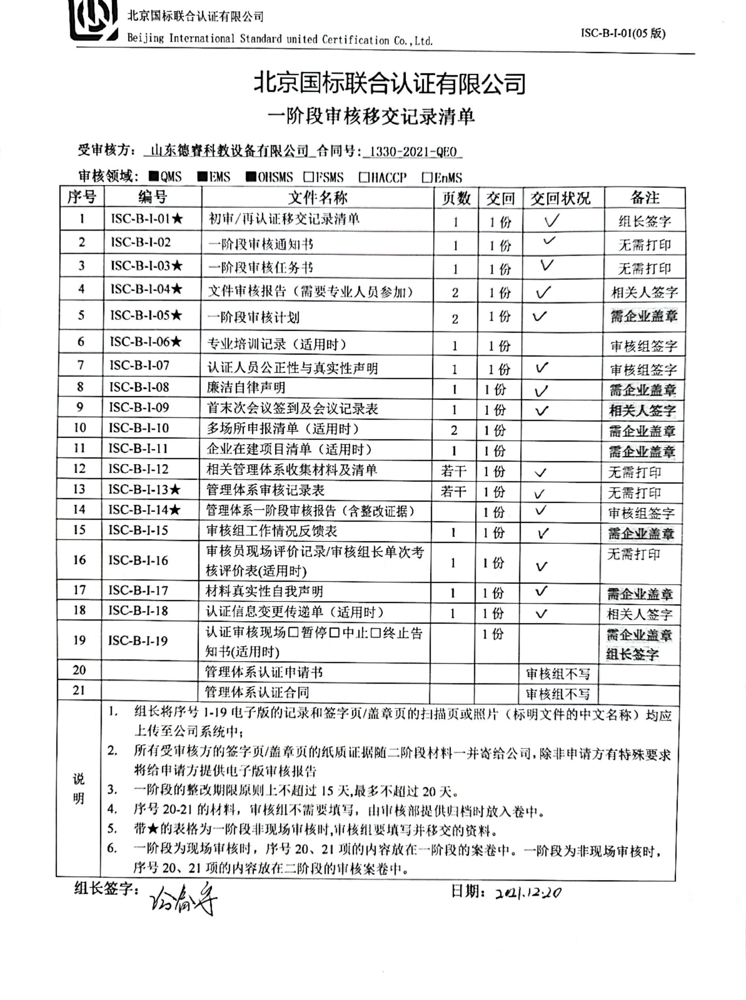 北京国标联合认证有限公司
Beijing International Standard united Certification Co.,Ltd.
ISC-B-I-01(05 版)
北京国标联合认证有限公司
一阶段审核移交记录清单
受审核方： 山东德睿科教设备有限公司 合同号: 1330-2021-QEO
审核领域: ■QMS ■EMS ■OHSMS □FSMS □HACCP □EnMS
序号 编号 文件名称 页数 交回 交回状况 备注
1 ISC-B-I-01★ 初审/再认证移交记录清单 1 1 份 ✓ 组长签字
2 ISC-B-I-02 一阶段审核通知书 1 1 份 ✓ 无需打印
3 ISC-B-I-03★ 一阶段审核任务书 1 1 份 ✓ 无需打印
4 ISC-B-I-04★ 文件审核报告（需要专业人员参加） 2 1 份 ✓ 相关人签字
5 ISC-B-I-05★ 一阶段审核计划 2 1 份 ✓ 需企业盖章
6 ISC-B-I-06★ 专业培训记录（适用时） 1 1 份 审核组签字
7 ISC-B-I-07 认证人员公正性与真实性声明 1 1 份 ✓ 审核组签字
8 ISC-B-I-08 廉洁自律声明 1 1 份 ✓ 需企业盖章
9 ISC-B-I-09 首末次会议签到及会议记录表 1 1 份 ✓ 相关人签字
10 ISC-B-I-10 多场所申报清单（适用时） 2 1 份 需企业盖章
11 ISC-B-I-11 企业在建项目清单（适用时） 1 1 份 需企业盖章
12 ISC-B-I-12 相关管理体系收集材料及清单 若干 1 份 ✓ 无需打印
13 ISC-B-I-13★ 管理体系审核记录表 若干 1 份 ✓ 无需打印
14 ISC-B-I-14★ 管理体系一阶段审核报告（含整改证据） 1 份 ✓ 审核组签字
15 ISC-B-I-15 审核组工作情况反馈表 1 1 份 ✓ 需企业盖章
16 ISC-B-I-16 审核员现场评价记录/审核组长单次考 1 1 份 ✓ 无需打印
核评价表(适用时)
17 ISC-B-I-17 材料真实性自我声明 1 1 份 ✓ 需企业盖章
18 ISC-B-I-18 认证信息变更传递单（适用时） 1 1 份 ✓ 相关人签字
19 ISC-B-I-19 认证审核现场□暂停□中止□终止告 1 份 需企业盖章
知书(适用时) 组长签字
20 管理体系认证申请书 审核组不写
21 管理体系认证合同 审核组不写
说
明
1. 组长将序号 1-19 电子版的记录和签字页/盖章页的扫描页或照片（标明文件的中文名称）均应
上传至公司系统中;
2. 所有受审核方的签字页/盖章页的纸质证据随二阶段材料一并寄给公司,除非申请方有特殊要求
将给申请方提供电子版审核报告
3. 一阶段的整改期限原则上不超过 15 天,最多不超过 20 天。
4. 序号 20-21 的材料，审核组不需要填写，由审核部提供归档时放入卷中。
5. 带★的表格为一阶段非现场审核时,审核组要填写并移交的资料。
6. 一阶段为现场审核时，序号 20、21 项的内容放在一阶段的案卷中。一阶段为非现场审核时，
序号 20、21 项的内容放在二阶段的审核案卷中。
组长签字:
日期: 2021.12.20